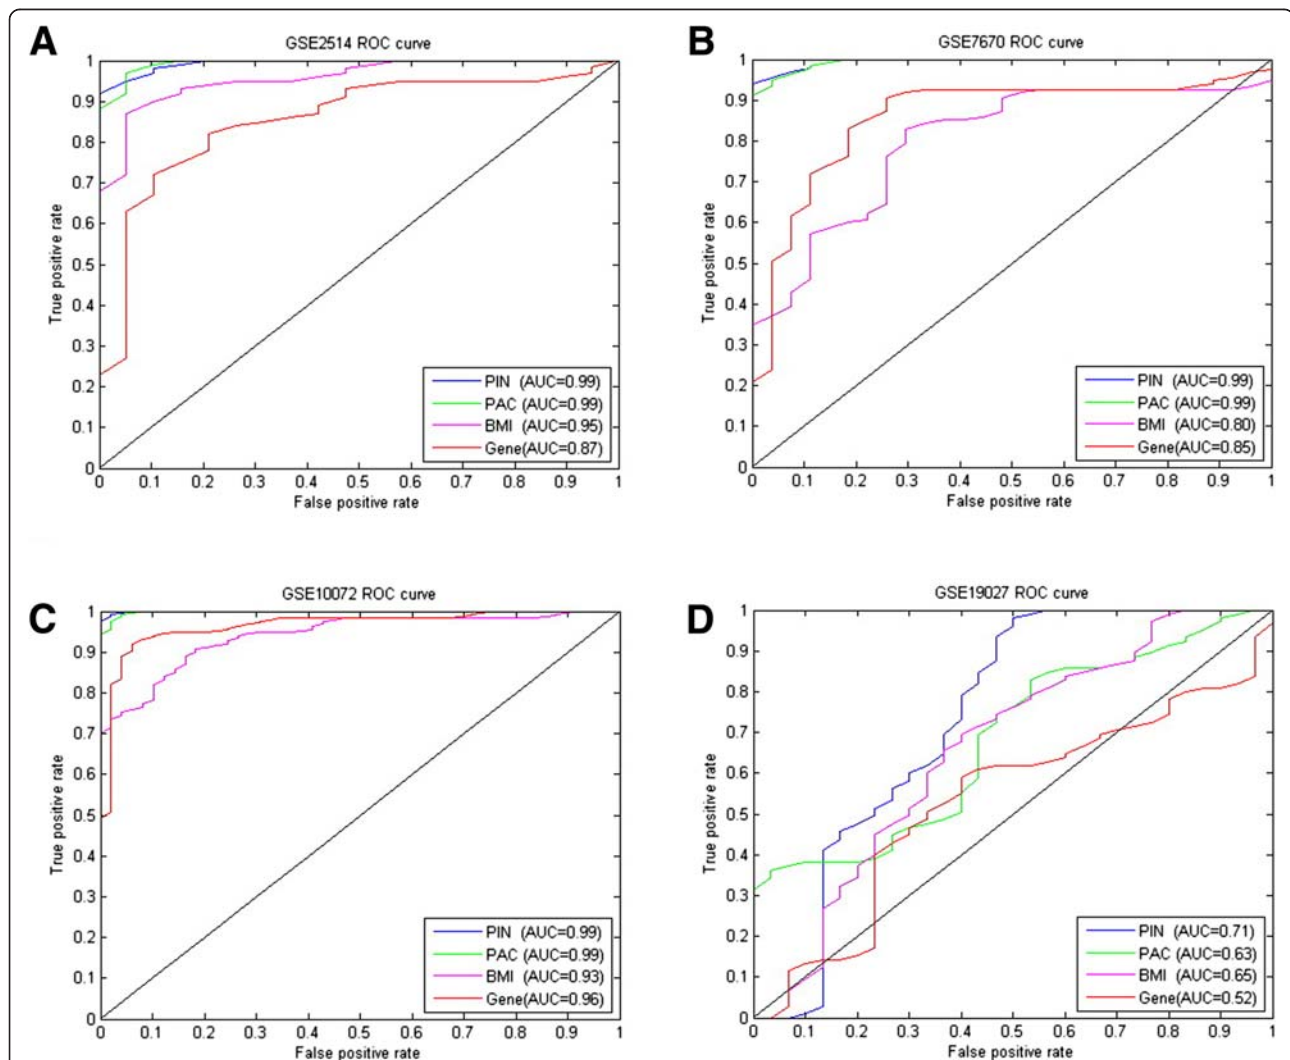 A
GSE2514 ROC curve
True positive rate
1
0.9
0.8
0.7
0.6
0.5
0.4
0.3
0.2
0.1
0
0 0.1 0.2 0.3 0.4 0.5 0.6 0.7 0.8 0.9 1
False positive rate
PIN (AUC=0.99)
PAC (AUC=0.99)
BMI (AUC=0.95)
Gene(AUC=0.87)
B
GSE7670 ROC curve
True positive rate
1
0.9
0.8
0.7
0.6
0.5
0.4
0.3
0.2
0.1
0
0 0.1 0.2 0.3 0.4 0.5 0.6 0.7 0.8 0.9 1
False positive rate
PIN (AUC=0.99)
PAC (AUC=0.99)
BMI (AUC=0.80)
Gene(AUC=0.85)
C
GSE10072 ROC curve
True positive rate
1
0.9
0.8
0.7
0.6
0.5
0.4
0.3
0.2
0.1
0
0 0.1 0.2 0.3 0.4 0.5 0.6 0.7 0.8 0.9 1
False positive rate
PIN (AUC=0.99)
PAC (AUC=0.99)
BMI (AUC=0.93)
Gene(AUC=0.96)
D
GSE19027 ROC curve
True positive rate
1
0.9
0.8
0.7
0.6
0.5
0.4
0.3
0.2
0.1
0
0 0.1 0.2 0.3 0.4 0.5 0.6 0.7 0.8 0.9 1
False positive rate
PIN (AUC=0.71)
PAC (AUC=0.63)
BMI (AUC=0.65)
Gene(AUC=0.52)